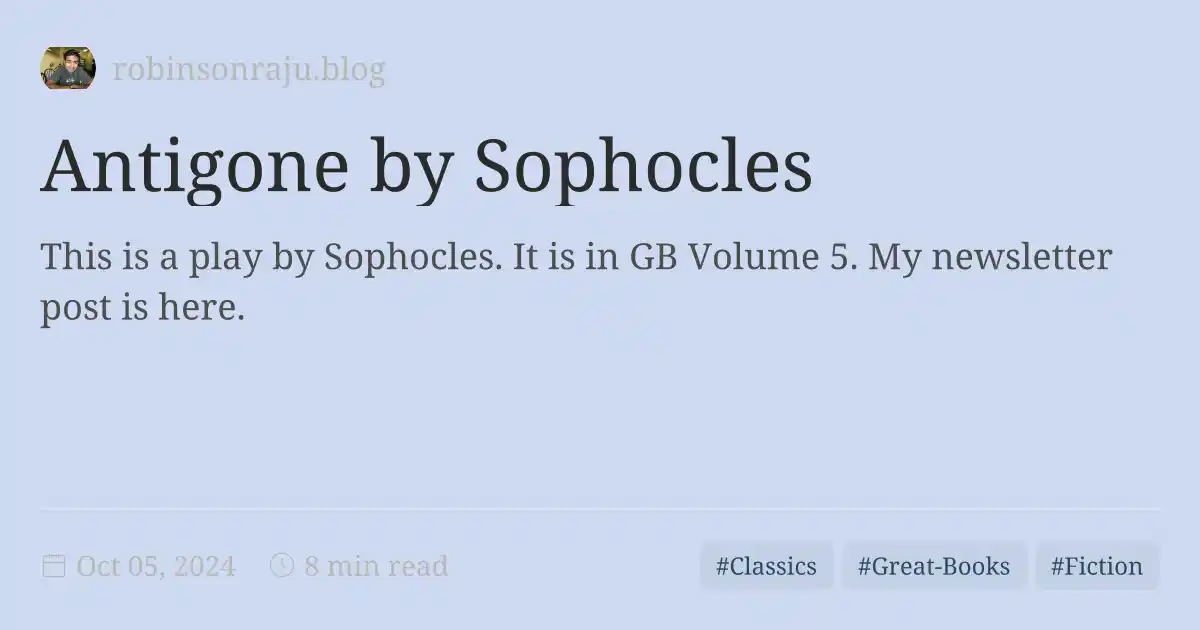 robinsonraju.blog
Antigone by Sophocles
This is a play by Sophocles. It is in GB Volume 5. My newsletter
post is here.
Oct 05, 2024 8 min read #Classics #Great-Books #Fiction